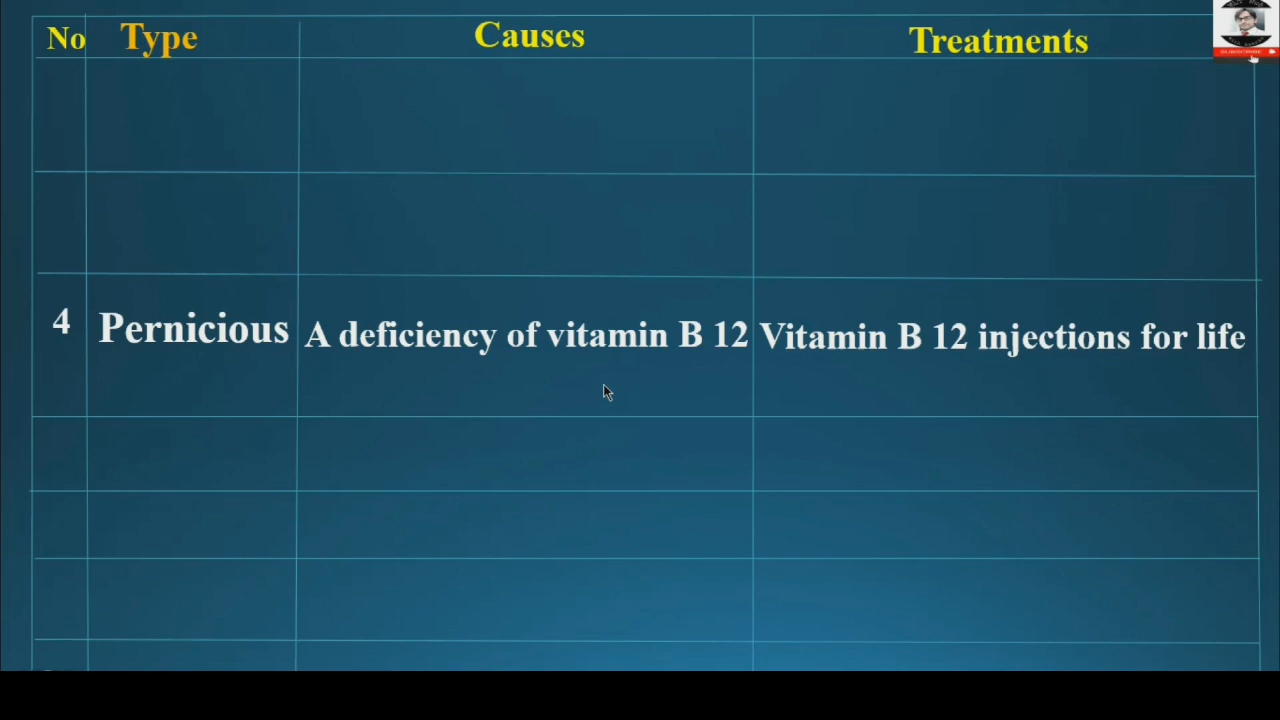 No Type Causes Treatments
4 Pernicious A deficiency of vitamin B 12 Vitamin B 12 injections for life